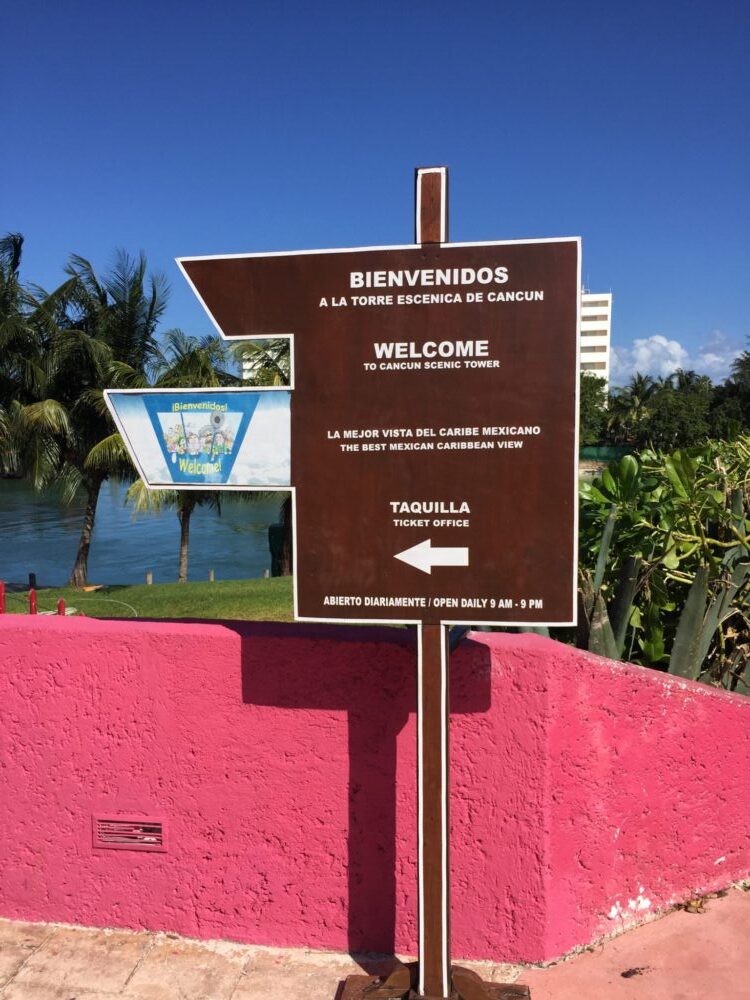 BIENVENIDOS
A LA TORRE ESCENICA DE CANCUN
WELCOME
TO CANCUN SCENIC TOWER
¡Bienvenidos!
Welcome!
LA MEJOR VISTA DEL CARIBE MEXICANO
THE BEST MEXICAN CARIBBEAN VIEW
TAQUILLA
TICKET OFFICE
ABIERTO DIARIAMENTE / OPEN DAILY 9 AM - 9 PM